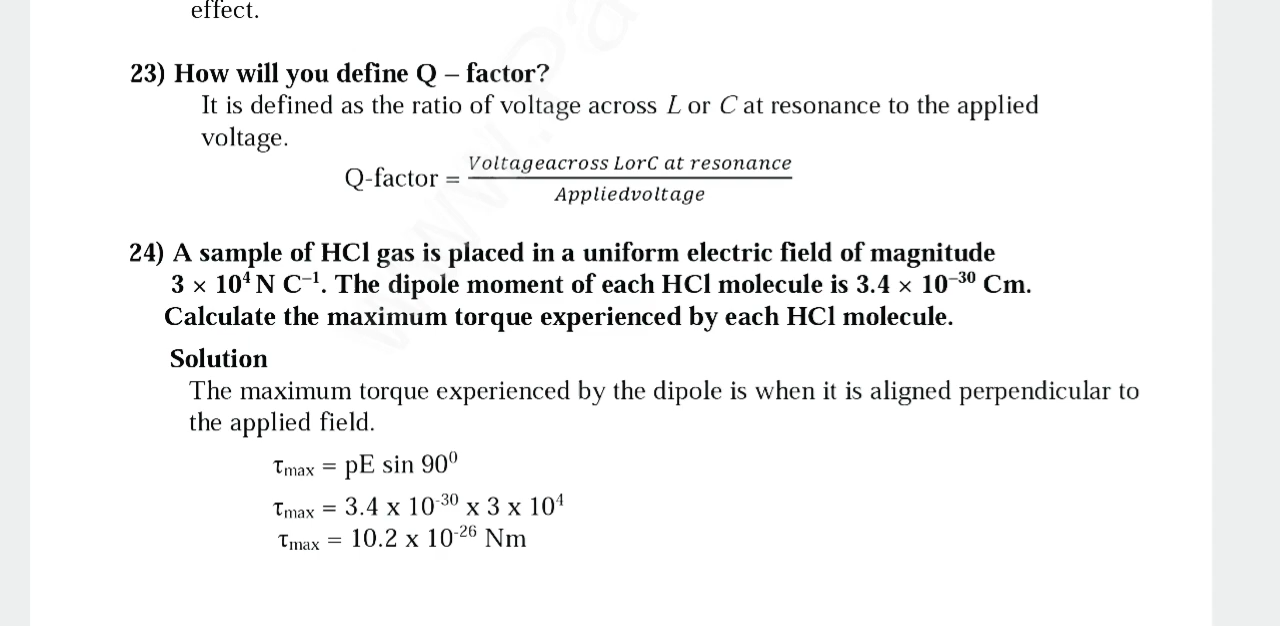 effect.
23) How will you define Q – factor?
It is defined as the ratio of voltage across L or C at resonance to the applied
voltage.
Q-factor = Voltageacross LorC at resonance
Appliedvoltage
24) A sample of HCl gas is placed in a uniform electric field of magnitude
3 × 10⁴ N C⁻¹. The dipole moment of each HCl molecule is 3.4 × 10⁻³⁰ Cm.
Calculate the maximum torque experienced by each HCl molecule.
Solution
The maximum torque experienced by the dipole is when it is aligned perpendicular to
the applied field.
τmax = pE sin 90⁰
τmax = 3.4 x 10⁻³⁰ x 3 x 10⁴
τmax = 10.2 x 10⁻²⁶ Nm
www.Pa